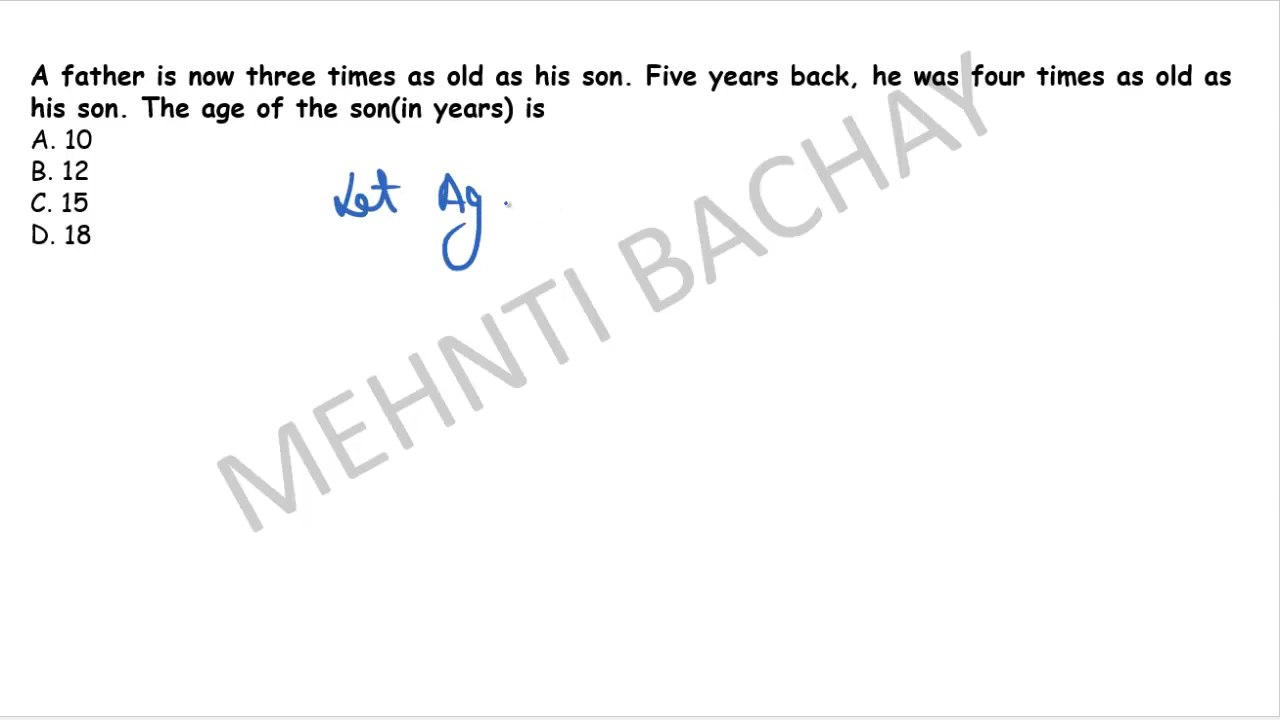 A father is now three times as old as his son. Five years back, he was four times as old as
his son. The age of the son(in years) is
A. 10
B. 12
C. 15
D. 18
Let Ag
MEHNTI BACHAY